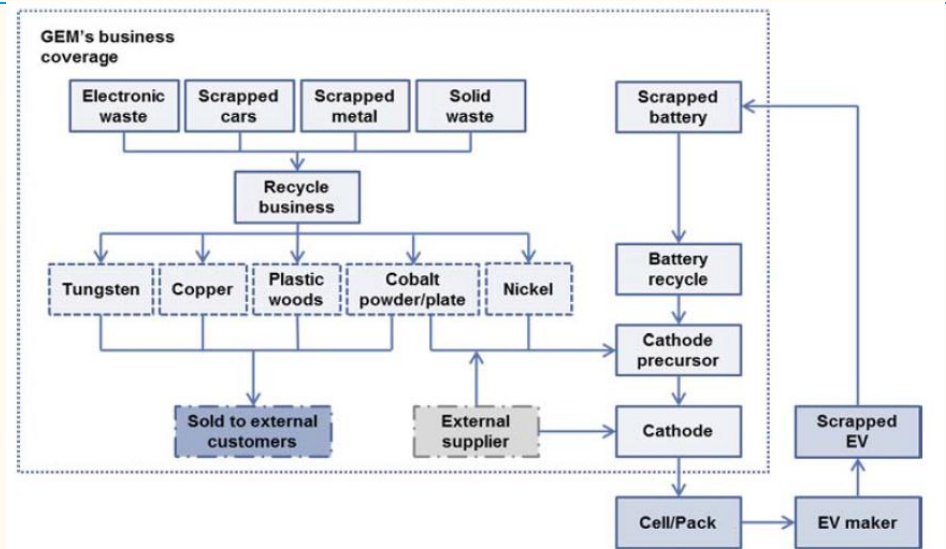 GEM's business
coverage
Electronic
waste
Scrapped
cars
Scrapped
metal
Solid
waste
Scrapped
battery
Recycle
business
Tungsten
Copper
Plastic
woods
Cobalt
powder/plate
Nickel
Battery
recycle
Cathode
precursor
Sold to external
customers
External
supplier
Cathode
Scrapped
EV
Cell/Pack
EV maker